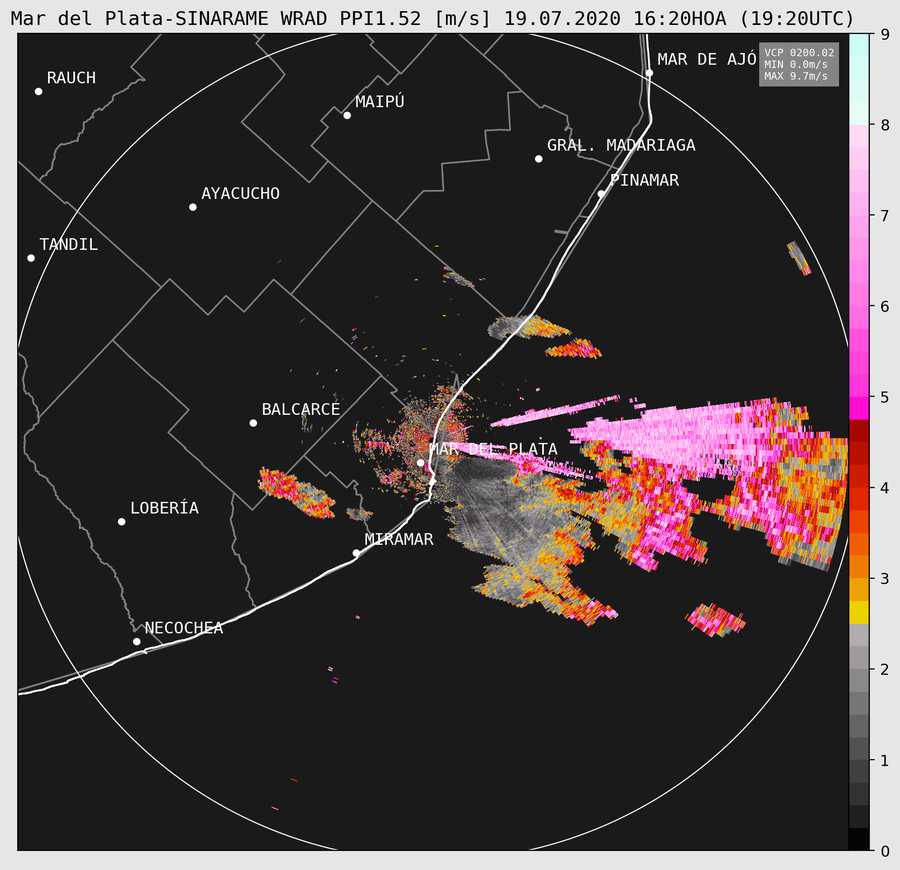 Mar del Plata-SINARAME WRAD PPI1.52 [m/s] 19.07.2020 16:20HOA (19:20UTC)
VCP 0200.02
MIN 0.0m/s
MAX 9.7m/s
MAR DE AJÓ
RAUCH
MAIPÚ
GRAL. MADARIAGA
PINAMAR
AYACUCHO
TANDIL
BALCARCE
MAR DEL PLATA
LOBERÍA
MIRAMAR
NECOCHEA
9
8
7
6
5
4
3
2
1
0